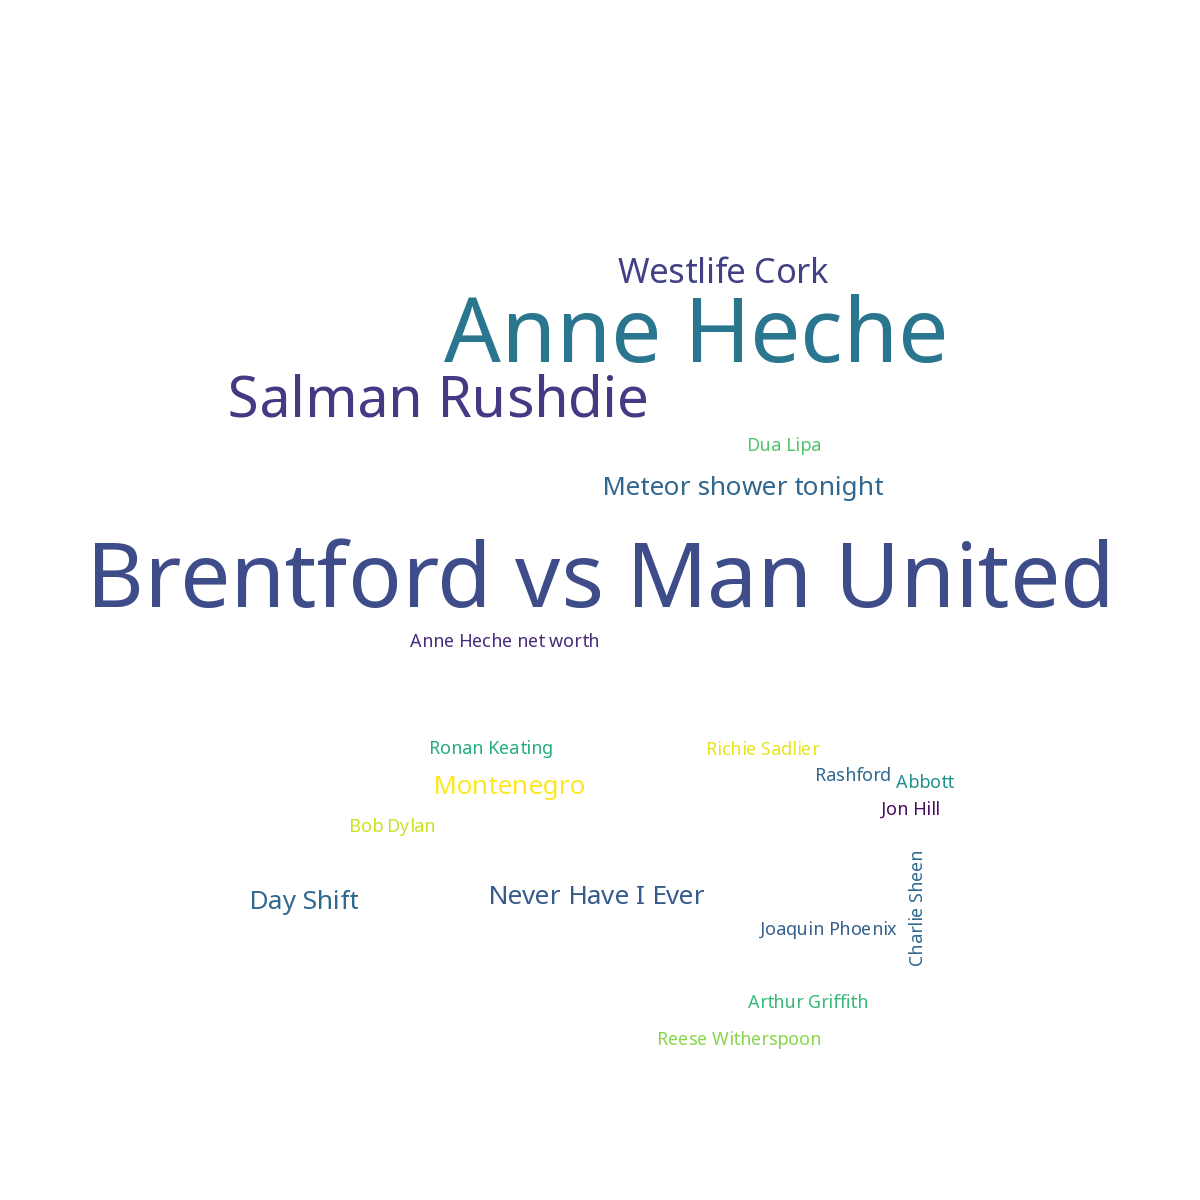 Westlife Cork
Anne Heche
Salman Rushdie
Dua Lipa
Meteor shower tonight
Brentford vs Man United
Anne Heche net worth
Ronan Keating
Richie Sadlier
Rashford
Abbott
Montenegro
Jon Hill
Bob Dylan
Charlie Sheen
Day Shift
Never Have I Ever
Joaquin Phoenix
Arthur Griffith
Reese Witherspoon